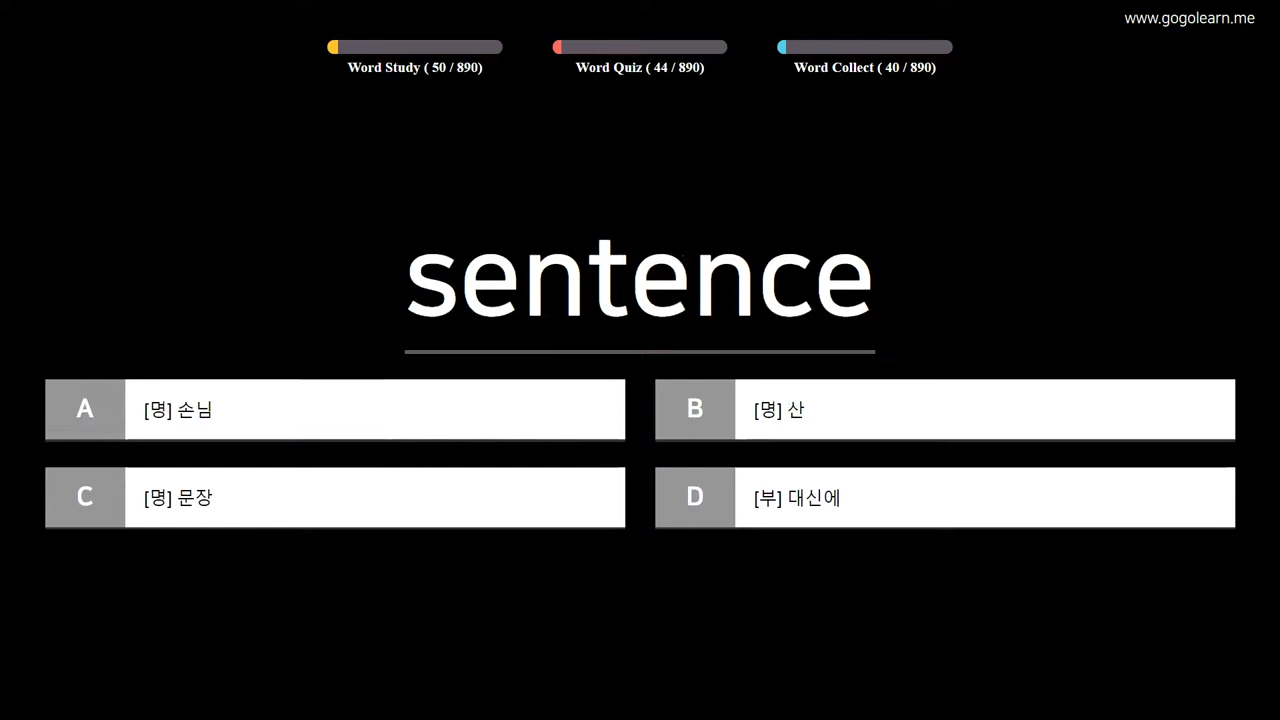 www.gogolearn.me
Word Study ( 50 / 890)
Word Quiz ( 44 / 890)
Word Collect ( 40 / 890)
sentence
A [명] 손님
B [명] 산
C [명] 문장
D [부] 대신에